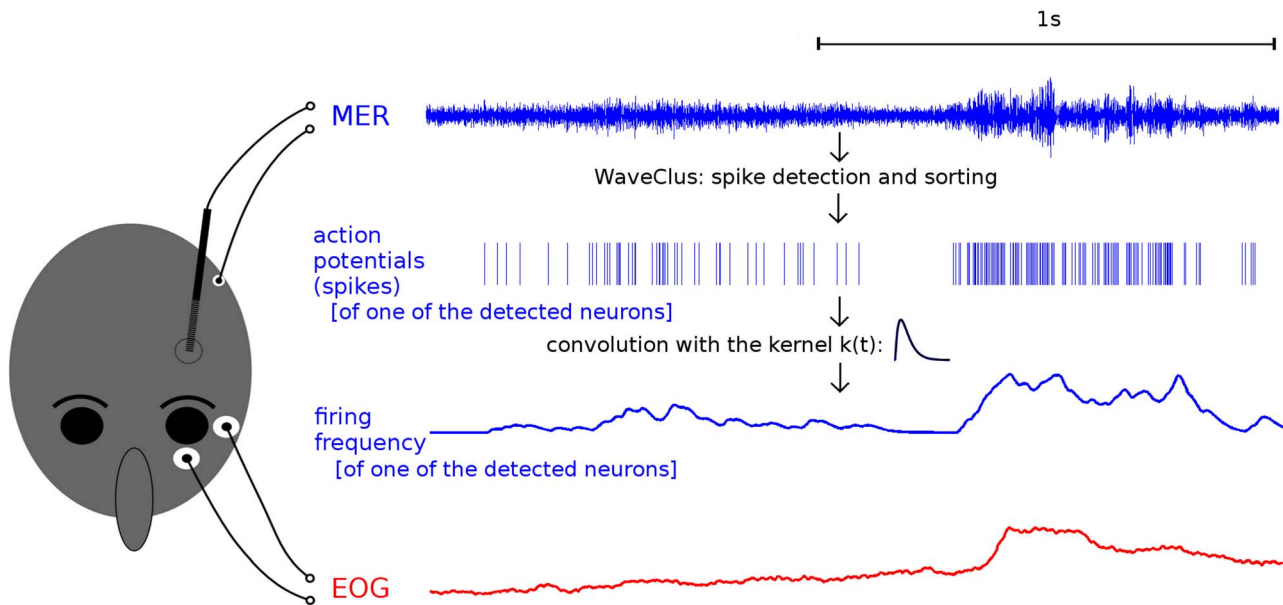 1s
MER
WaveClus: spike detection and sorting
action
potentials
(spikes)
[of one of the detected neurons]
convolution with the kernel k(t):
firing
frequency
[of one of the detected neurons]
EOG